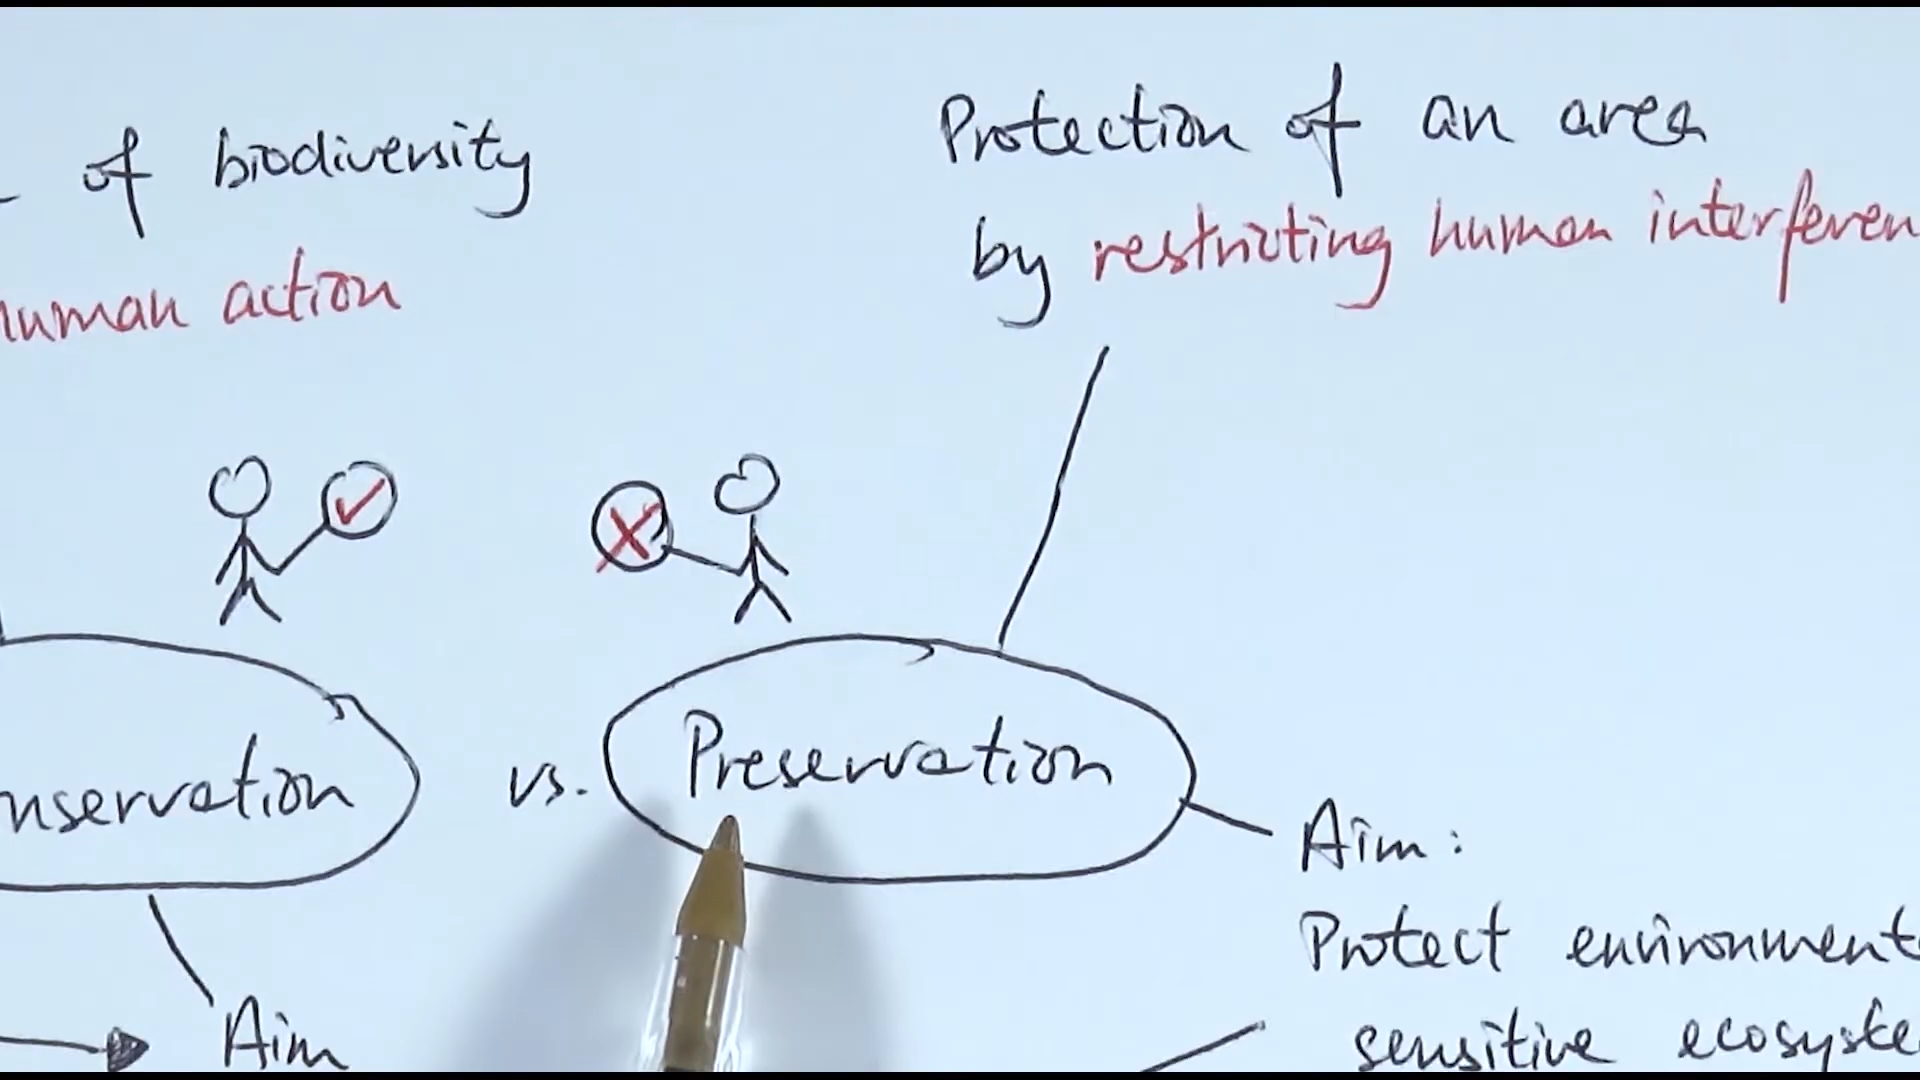 of biodiversity
human action
Protection of an area
by restricting human interferen
nservation
vs.
Preservation
Aim
Aim:
Protect environment
sensitive ecosyste